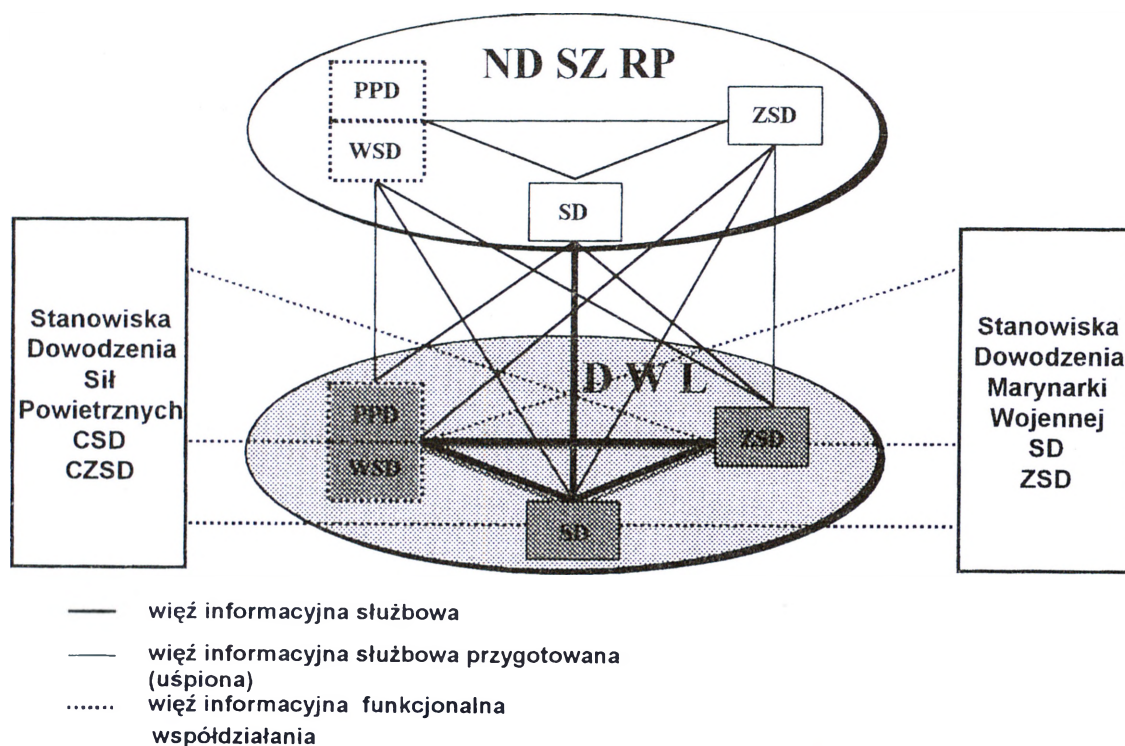 ND SZ RP
PPD
WSD
ZSD
SD
Stanowiska
Dowodzenia
Sił
Powietrznych
CSD
CZSD
D W L
PPD
WSD
ZSD
SD
Stanowiska
Dowodzenia
Marynarki
Wojennej
SD
ZSD
więź informacyjna służbowa
więź informacyjna służbowa przygotowana
(uśpiona)
więź informacyjna funkcjonalna
współdziałania